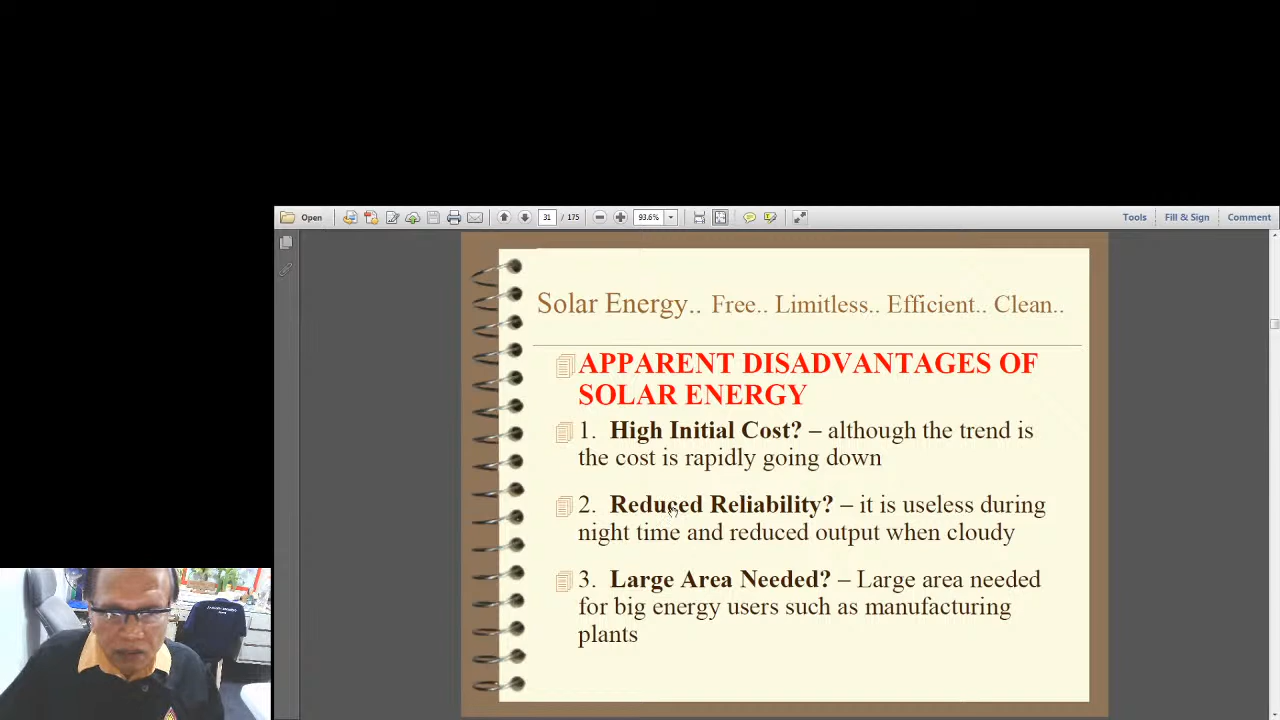 Open
31 / 175
93.6%
Tools
Fill & Sign
Comment
Solar Energy.. Free.. Limitless.. Efficient.. Clean..
APPARENT DISADVANTAGES OF
SOLAR ENERGY
1. High Initial Cost? – although the trend is
the cost is rapidly going down
2. Reduced Reliability? – it is useless during
night time and reduced output when cloudy
3. Large Area Needed? – Large area needed
for big energy users such as manufacturing
plants